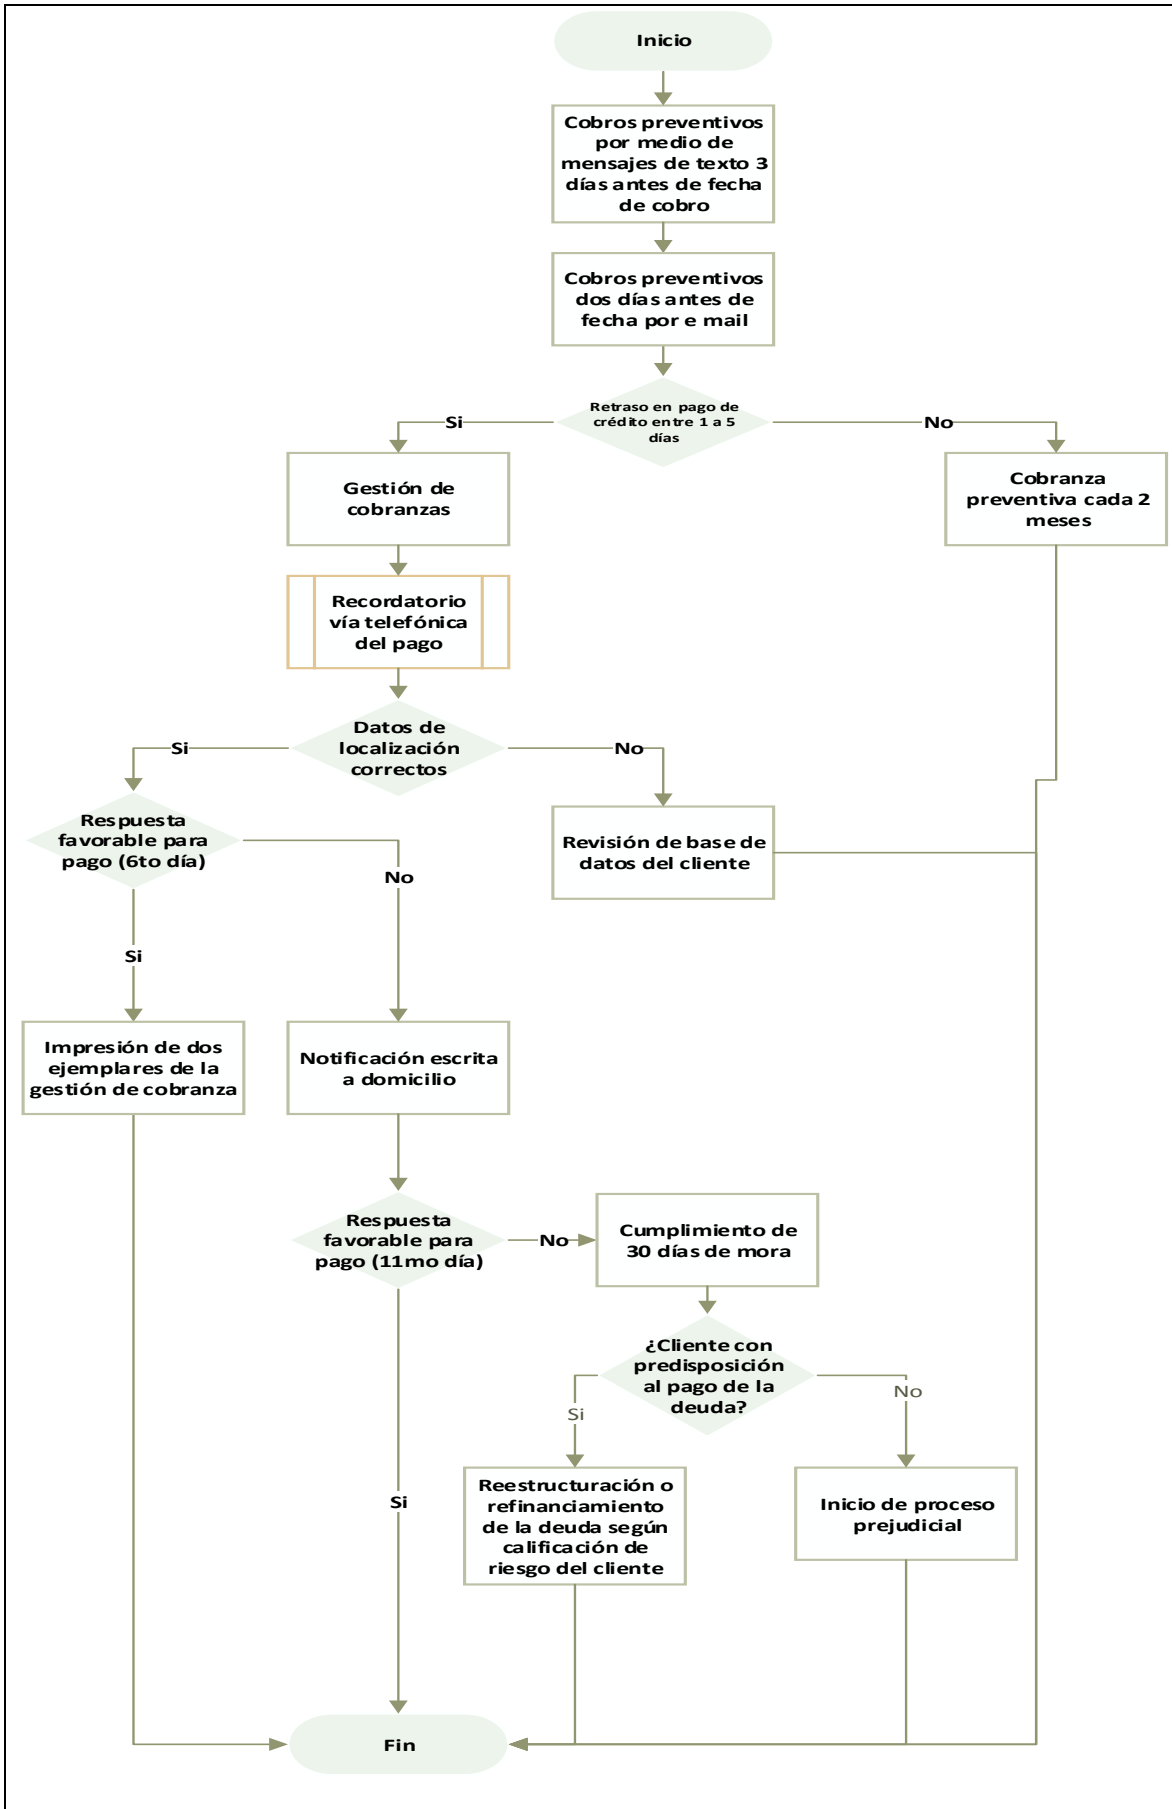 Inicio
Cobros preventivos
por medio de
mensajes de texto 3
días antes de fecha
de cobro
Cobros preventivos
dos días antes de
fecha por e mail
Retraso en pago de
crédito entre 1 a 5
días
Si
No
Gestión de
cobranzas
Cobranza
preventiva cada 2
meses
Recordatorio
vía telefónica
del pago
Datos de
localización
correctos
Si
No
Respuesta
favorable para
pago (6to día)
No
Si
Revisión de base de
datos del cliente
Impresión de dos
ejemplares de la
gestión de cobranza
Notificación escrita
a domicilio
Respuesta
favorable para
pago (11mo día)
No
Si
Cumplimiento de
30 días de mora
¿Cliente con
predisposición
al pago de la
deuda?
Si
No
Reestructuración o
refinanciamiento
de la deuda según
calificación de
riesgo del cliente
Inicio de proceso
prejudicial
Fin